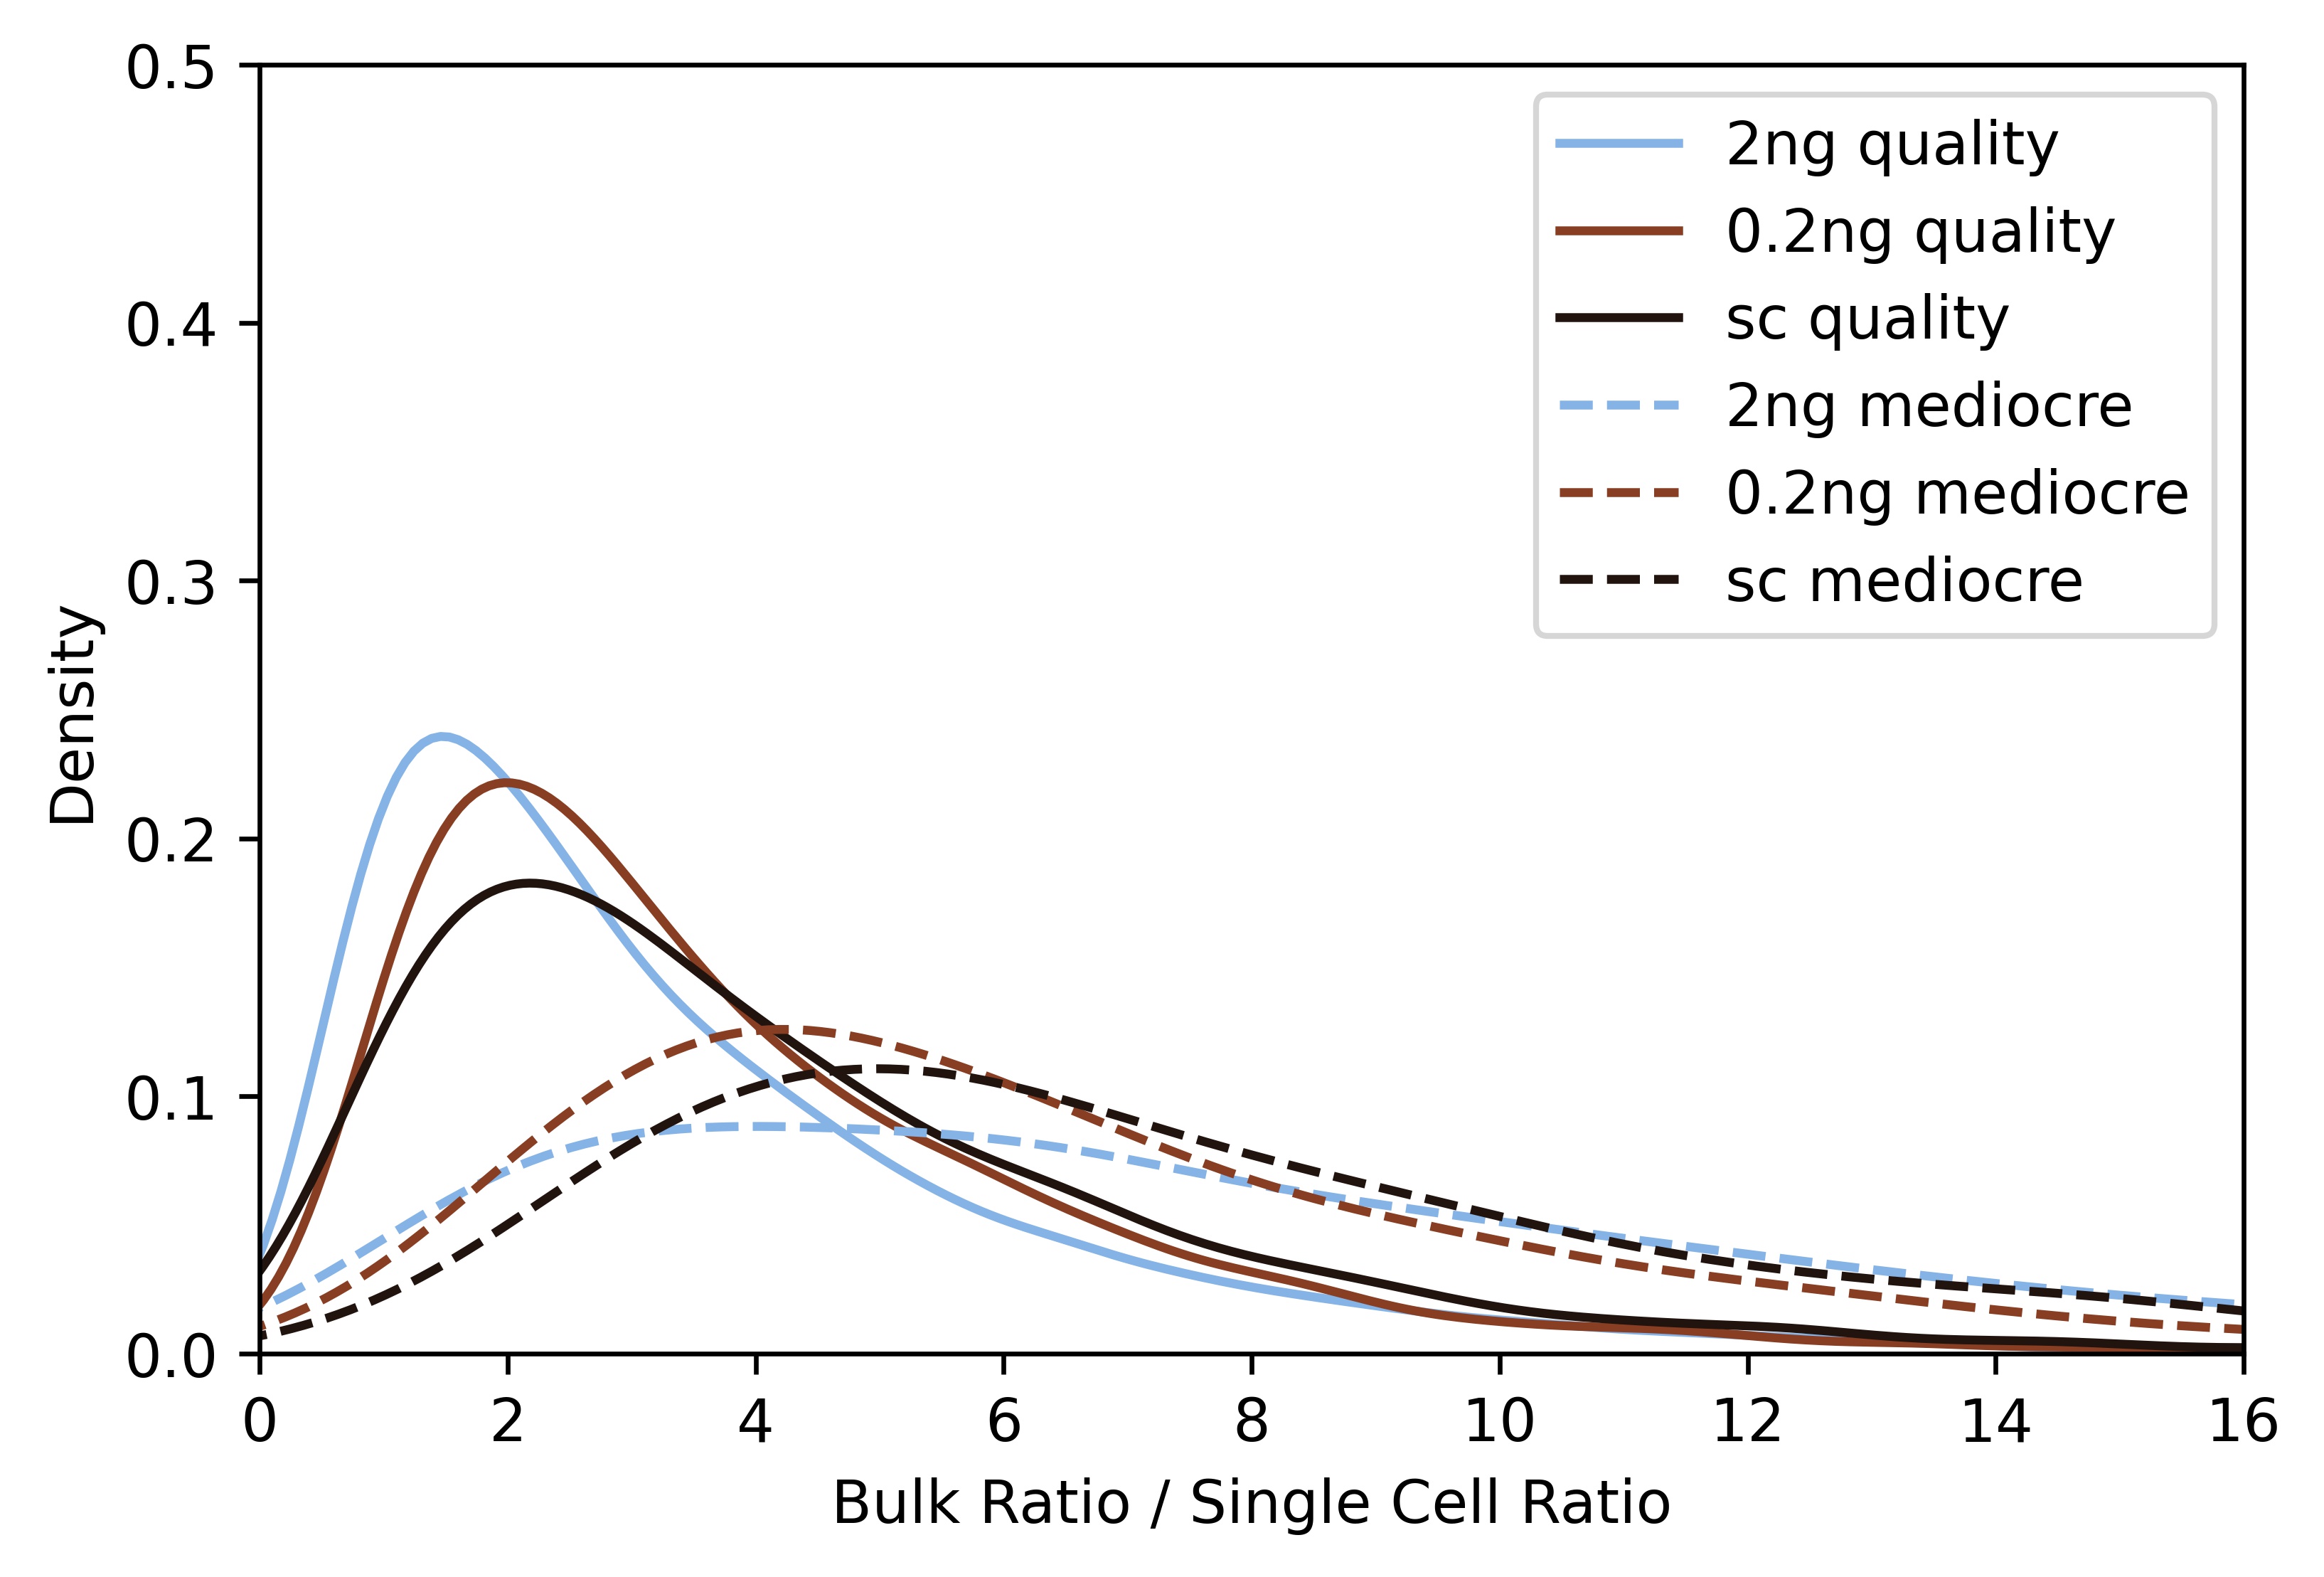 0.5
0.4
0.3
0.2
0.1
0.0
Density
2ng quality
0.2ng quality
sc quality
2ng mediocre
0.2ng mediocre
sc mediocre
0 2 4 6 8 10 12 14 16
Bulk Ratio / Single Cell Ratio